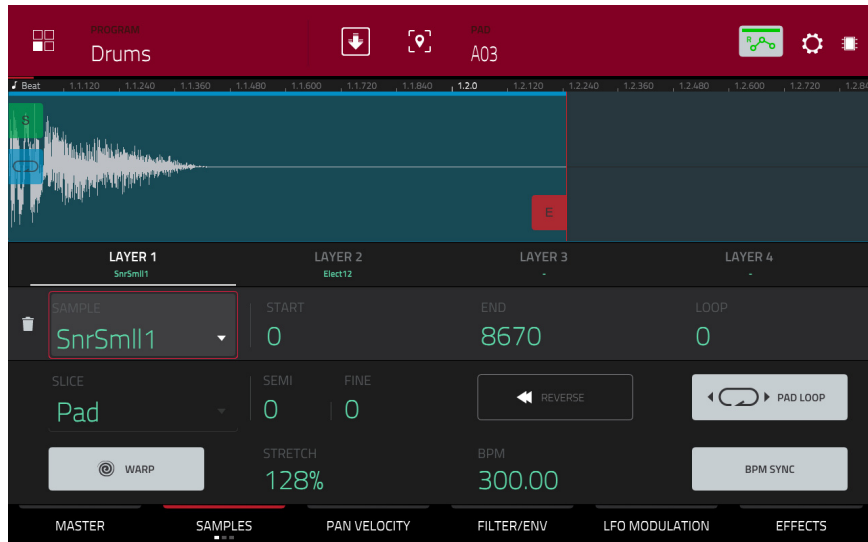 PROGRAM
Drums
PAD
A03
R
Beat 1.1.120 1.1.240 1.1.360 1.1.480 1.1.600 1.1.720 1.1.840 1.2.0 1.2.120 1.2.240 1.2.360 1.2.480 1.2.600 1.2.720 1.2.84
S
E
LAYER 1 LAYER 2 LAYER 3 LAYER 4
SnrSmll1 Elect12 - -
SAMPLE START END LOOP
SnrSmll1 0 8670 0
SLICE SEMI FINE
Pad 0 0 REVERSE PAD LOOP
STRETCH BPM
WARP 128% 300.00 BPM SYNC
MASTER SAMPLES PAN VELOCITY FILTER/ENV LFO MODULATION EFFECTS